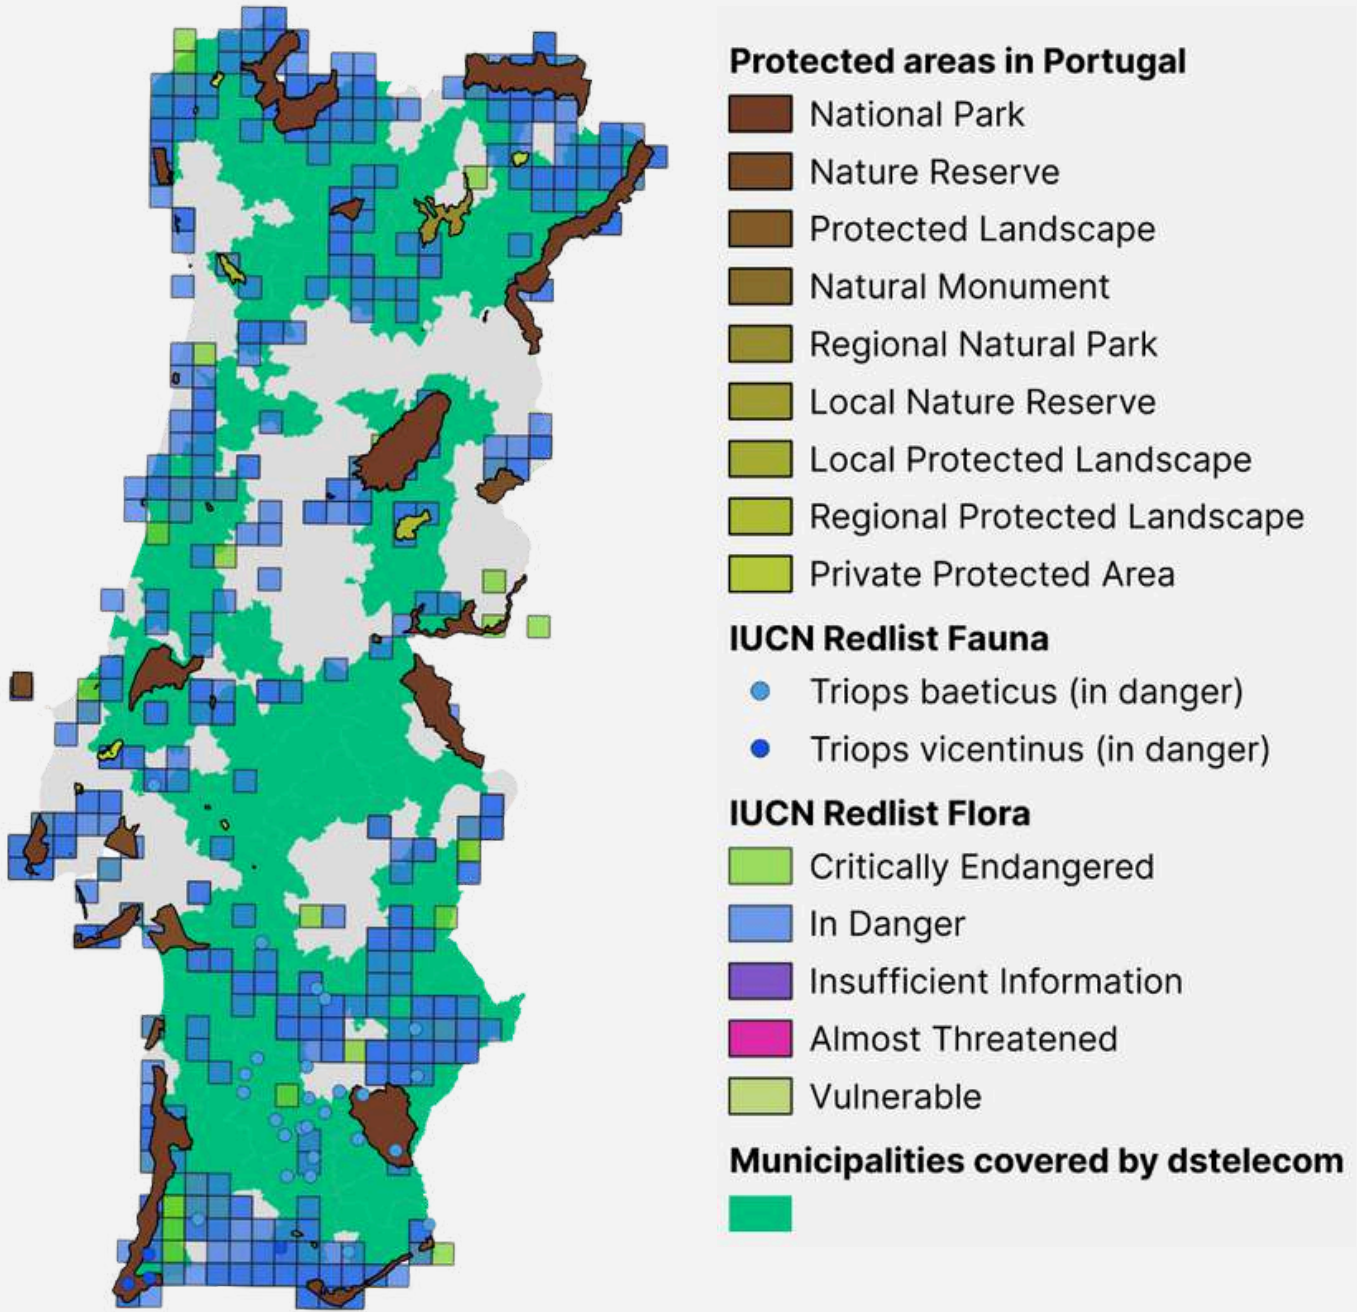 Protected areas in Portugal
National Park
Nature Reserve
Protected Landscape
Natural Monument
Regional Natural Park
Local Nature Reserve
Local Protected Landscape
Regional Protected Landscape
Private Protected Area
IUCN Redlist Fauna
Triops baeticus (in danger)
Triops vicentinus (in danger)
IUCN Redlist Flora
Critically Endangered
In Danger
Insufficient Information
Almost Threatened
Vulnerable
Municipalities covered by dstelecom